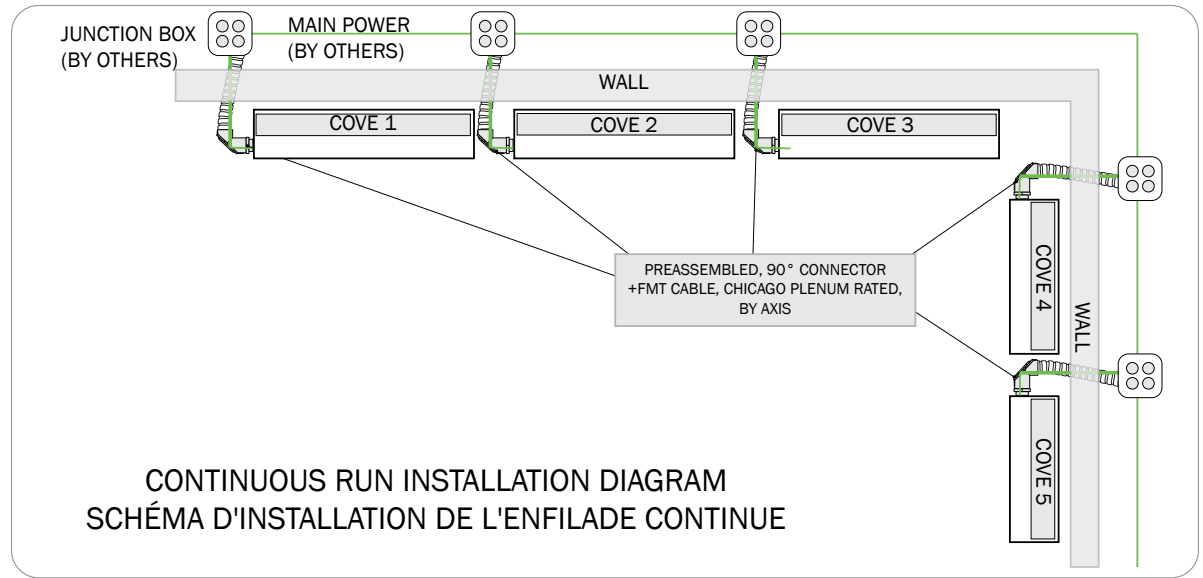 JUNCTION BOX
(BY OTHERS)
MAIN POWER
(BY OTHERS)
WALL
COVE 1
COVE 2
COVE 3
PREASSEMBLED, 90° CONNECTOR
+FMT CABLE, CHICAGO PLENUM RATED,
BY AXIS
COVE 4
WALL
COVE 5
CONTINUOUS RUN INSTALLATION DIAGRAM
SCHÉMA D'INSTALLATION DE L'ENFILADE CONTINUE